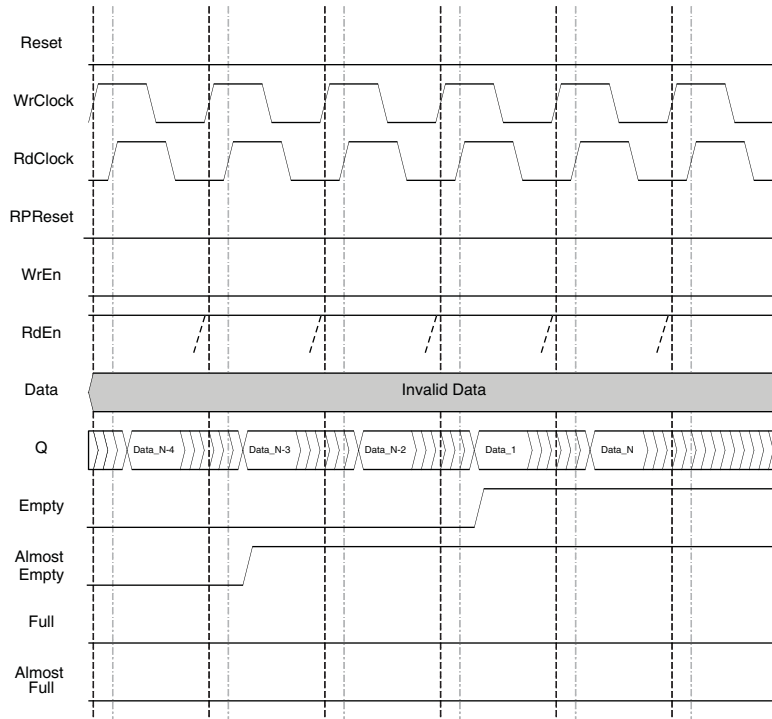 Reset
WrClock
RdClock
RPReset
WrEn
RdEn
Data
Invalid Data
Q
Data_N-4
Data_N-3
Data_N-2
Data_1
Data_N
Empty
Almost
Empty
Full
Almost
Full